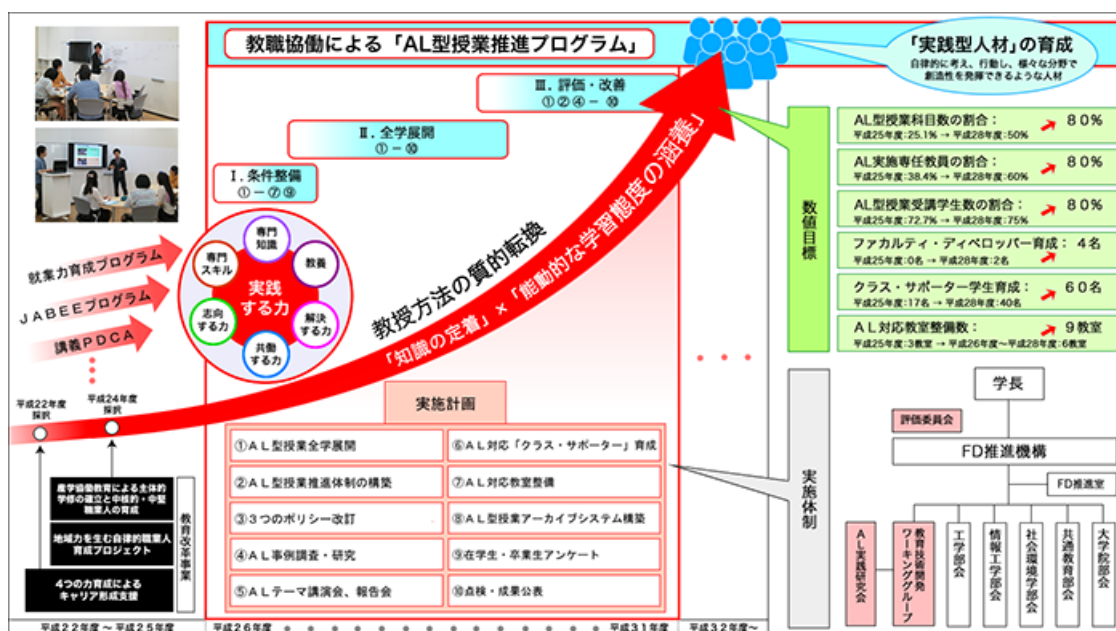 教職協働による「AL型授業推進プログラム」
「実践型人材」の育成
自律的に考え、行動し、様々な分野で
創造性を発揮できるような人材
Ⅲ. 評価・改善
①②④ － ⑩
Ⅱ. 全学展開
① － ⑩
Ⅰ. 条件整備
① － ⑦⑨
専門
知識
専門
スキル
教養
実践
する力
志向
する力
解決
する力
共働
する力
就業力育成プログラム
JABEEプログラム
講義PDCA
教授方法の質的転換
「知識の定着」×「能動的な学習態度の涵養」
数値目標
AL型授業科目数の割合： 80%
平成25年度：25.1% → 平成28年度：50%
AL実施専任教員の割合： 80%
平成25年度：38.4% → 平成28年度：60%
AL型授業受講学生数の割合： 80%
平成25年度：72.7% → 平成28年度：75%
ファカルティ・ディベロッパー育成： 4名
平成25年度：0名 → 平成28年度：2名
クラス・サポーター学生育成： 60名
平成25年度：17名 → 平成28年度：40名
AL対応教室整備数： 9教室
平成25年度：3教室 → 平成26年度～平成28年度：6教室
平成22年度
採択
平成24年度
採択
産学協働教育による主体的
学修の確立と中核的・中堅
職業人の育成
地域力を生む自律的職業人
育成プロジェクト
4つの力育成による
キャリア形成支援
教育改革事業
実施計画
①AL型授業全学展開
②AL型授業推進体制の構築
③3つのポリシー改訂
④AL事例調査・研究
⑤ALテーマ講演会、報告会
⑥AL対応「クラス・サポーター」育成
⑦AL対応教室整備
⑧AL型授業アーカイブシステム構築
⑨在学生・卒業生アンケート
⑩点検・成果公表
実施体制
学長
評価委員会
FD推進機構
FD推進室
AL実践研究会
教育技術開発
ワーキンググループ
工学部会
情報工学部会
社会環境学部会
共通教育部会
大学院部会
平成22年度 ～ 平成25年度
平成26年度
平成31年度
平成32年度～